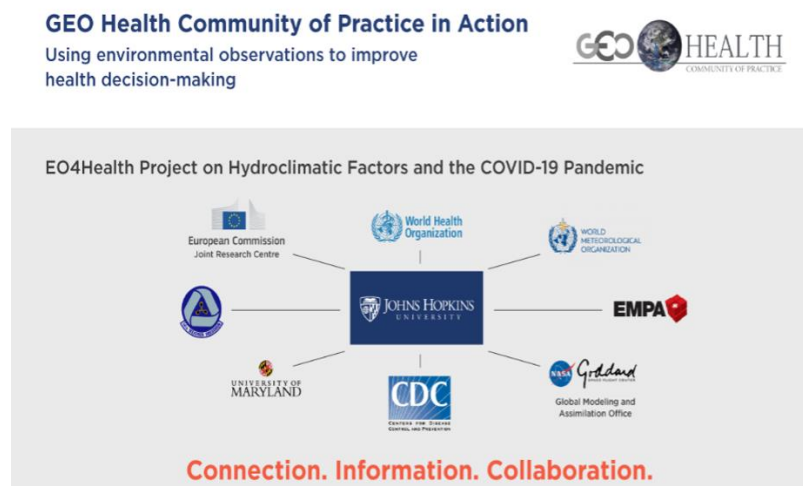 GEO Health Community of Practice in Action
Using environmental observations to improve
health decision-making
GEO HEALTH
COMMUNITY OF PRACTICE
EO4Health Project on Hydroclimatic Factors and the COVID-19 Pandemic
European Commission
Joint Research Centre
World Health
Organization
WORLD
METEOROLOGICAL
ORGANIZATION
JOHNS HOPKINS
UNIVERSITY
EMPA
UNIVERSITY OF
MARYLAND
CDC
CENTERS FOR DISEASE
CONTROL AND PREVENTION
NASA
Goddard
SPACE FLIGHT CENTER
Global Modeling and
Assimilation Office
Connection. Information. Collaboration.